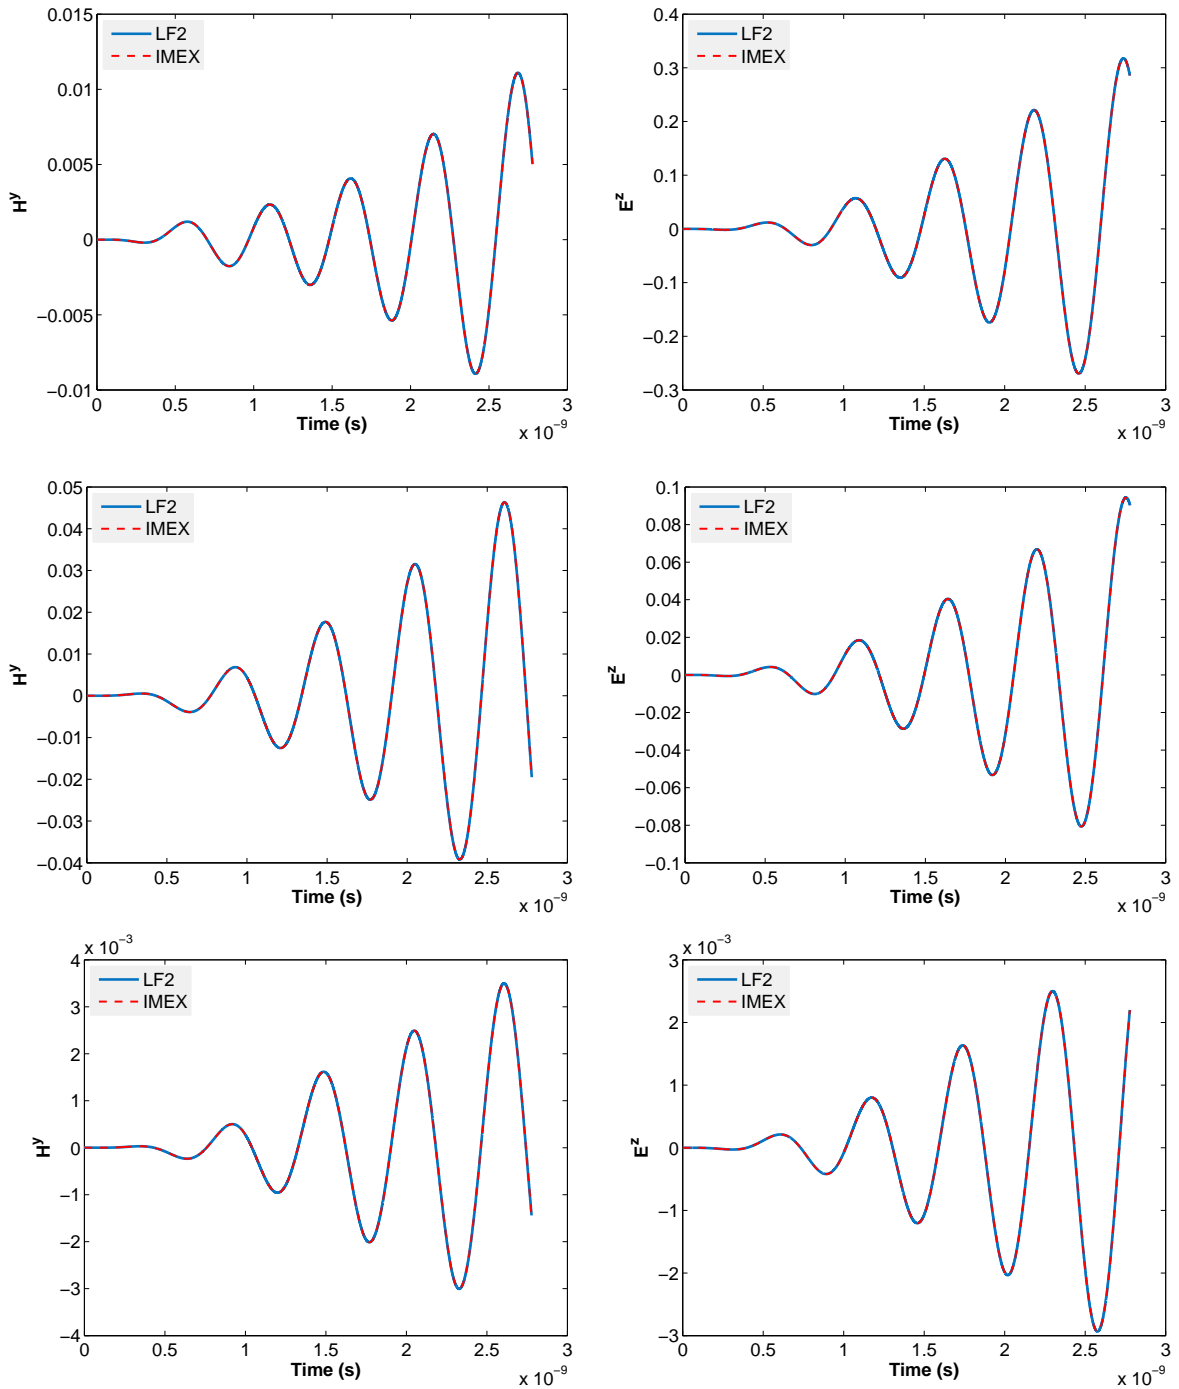 0.015
0.01
0.005
0
−0.005
−0.01
H^y
LF2
IMEX
0 0.5 1 1.5 2 2.5 3
Time (s)
x 10^−9
0.4
0.3
0.2
0.1
0
−0.1
−0.2
−0.3
E^z
LF2
IMEX
0 0.5 1 1.5 2 2.5 3
Time (s)
x 10^−9
0.05
0.04
0.03
0.02
0.01
0
−0.01
−0.02
−0.03
−0.04
H^y
LF2
IMEX
0 0.5 1 1.5 2 2.5 3
Time (s)
x 10^−9
0.1
0.08
0.06
0.04
0.02
0
−0.02
−0.04
−0.06
−0.08
−0.1
E^z
LF2
IMEX
0 0.5 1 1.5 2 2.5 3
Time (s)
x 10^−9
x 10^−3
4
3
2
1
0
−1
−2
−3
−4
H^y
LF2
IMEX
0 0.5 1 1.5 2 2.5 3
Time (s)
x 10^−9
x 10^−3
3
2
1
0
−1
−2
−3
E^z
LF2
IMEX
0 0.5 1 1.5 2 2.5 3
Time (s)
x 10^−9